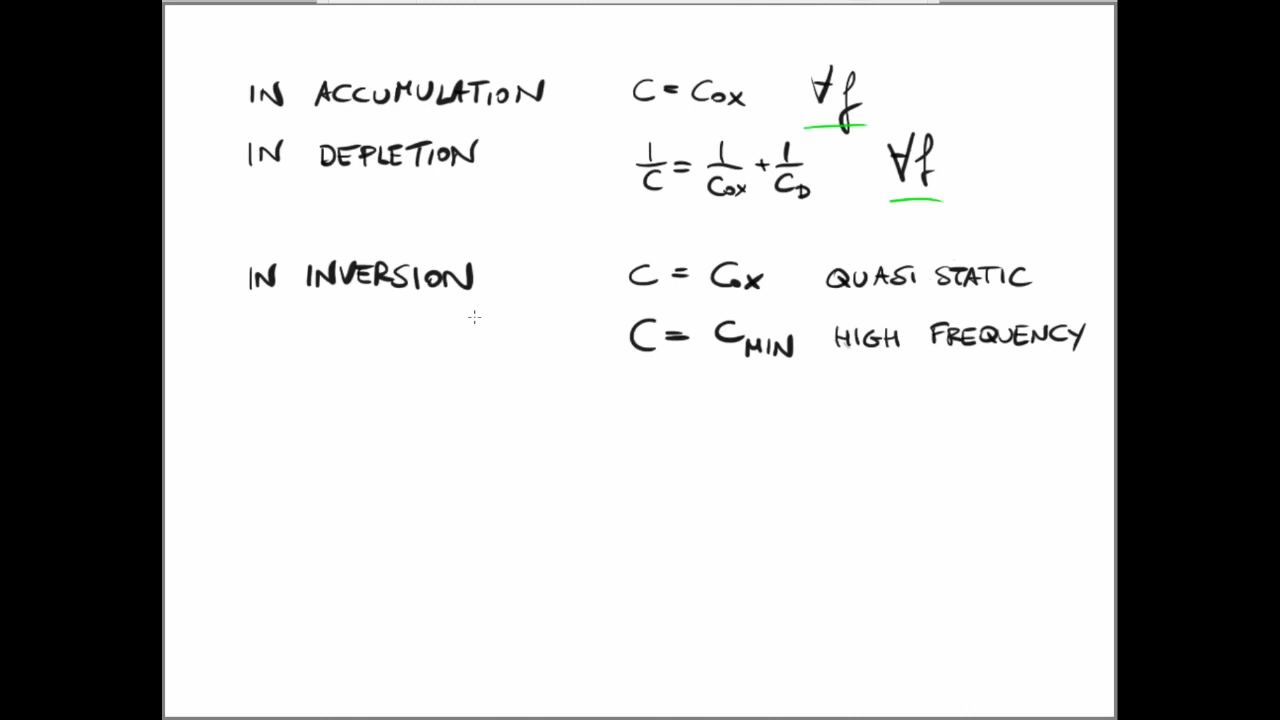 IN ACCUMULATION C = COX ∀f
IN DEPLETION 1/C = 1/COX + 1/CD ∀f
IN INVERSION C = COX QUASI STATIC
C = CMIN HIGH FREQUENCY